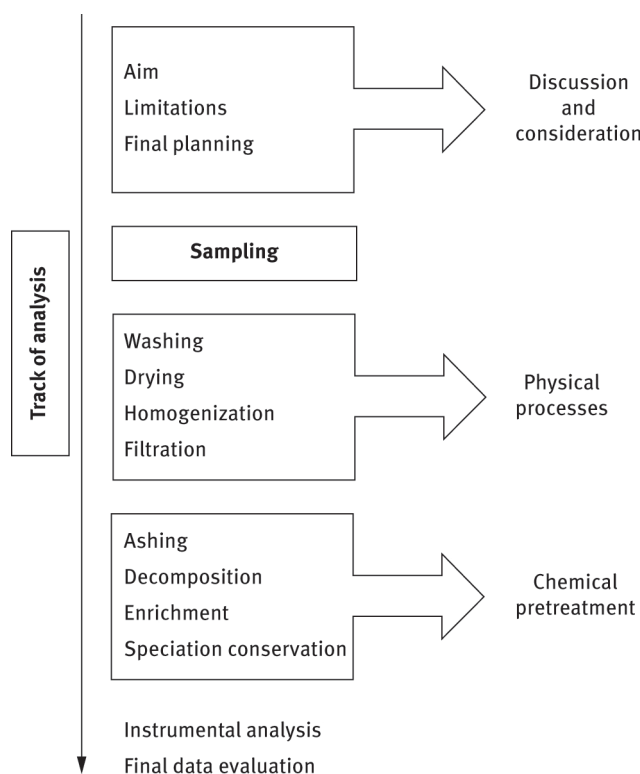 Aim
Limitations
Final planning
Discussion
and
consideration
Track of analysis
Sampling
Washing
Drying
Homogenization
Filtration
Physical
processes
Ashing
Decomposition
Enrichment
Speciation conservation
Chemical
pretreatment
Instrumental analysis
Final data evaluation